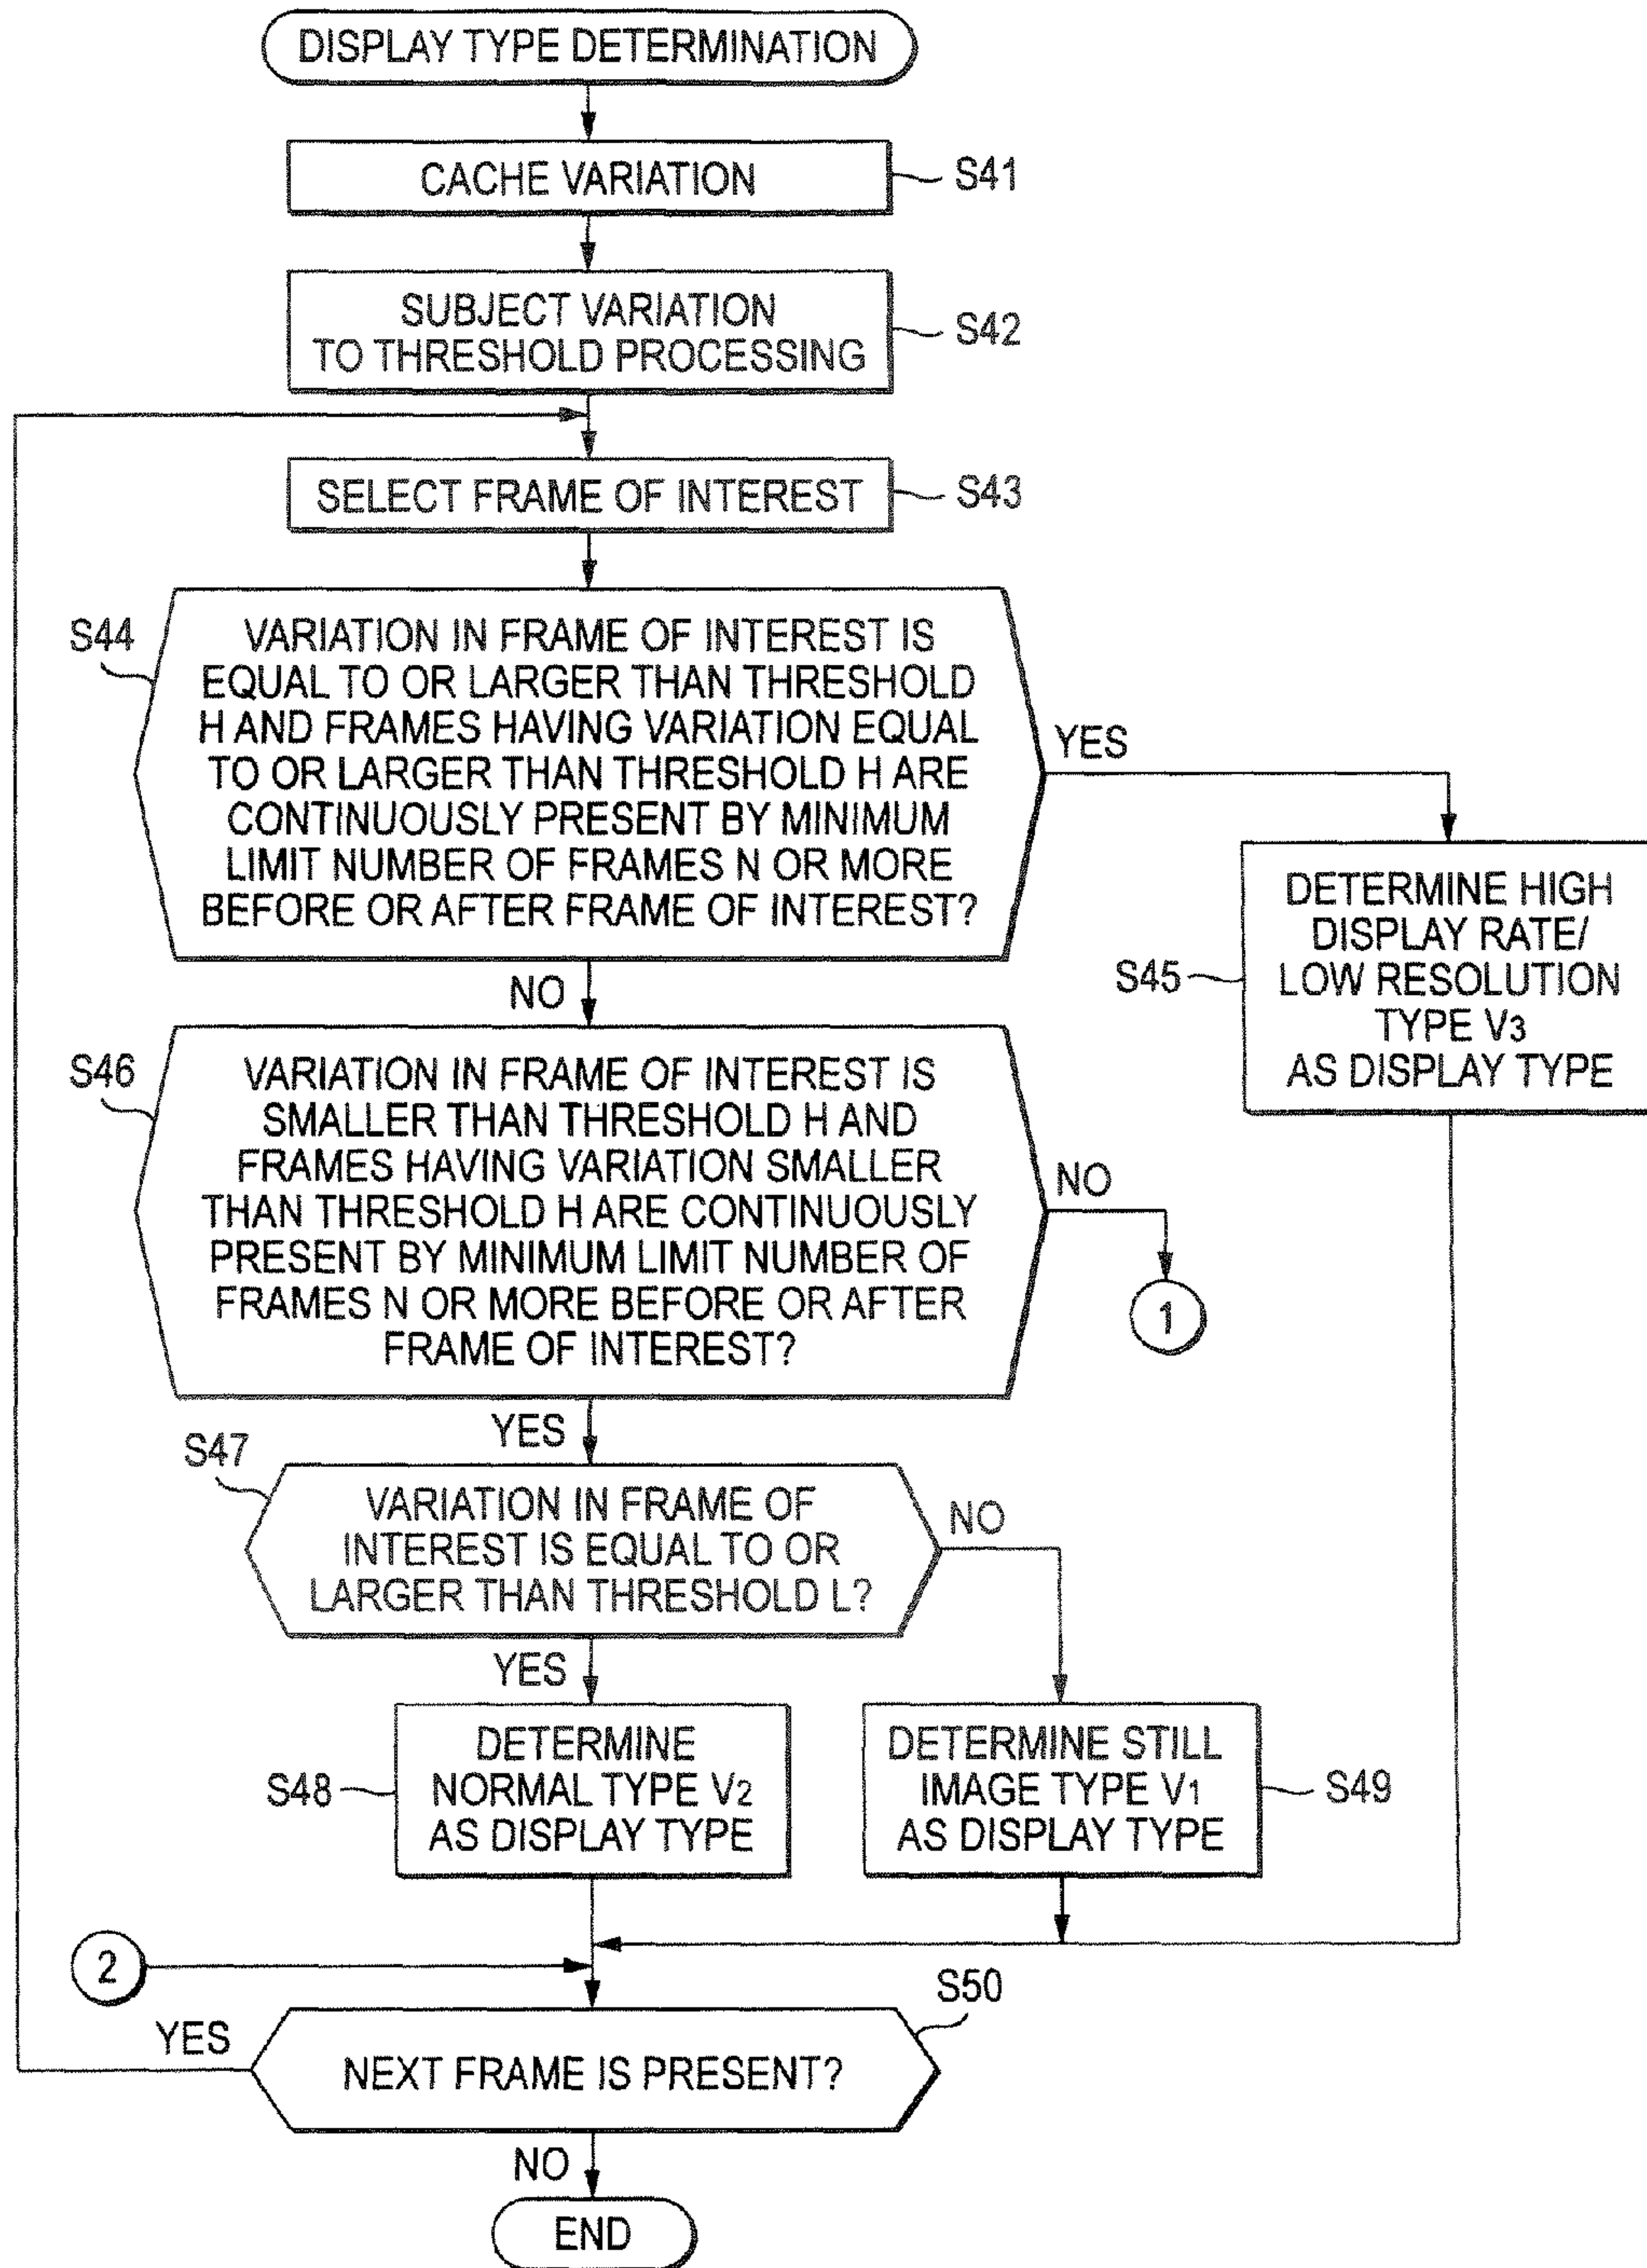 DISPLAY TYPE DETERMINATION
CACHE VARIATION
S41
SUBJECT VARIATION
TO THRESHOLD PROCESSING
S42
SELECT FRAME OF INTEREST
S43
S44
VARIATION IN FRAME OF INTEREST IS
EQUAL TO OR LARGER THAN THRESHOLD
H AND FRAMES HAVING VARIATION EQUAL
TO OR LARGER THAN THRESHOLD H ARE
CONTINUOUSLY PRESENT BY MINIMUM
LIMIT NUMBER OF FRAMES N OR MORE
BEFORE OR AFTER FRAME OF INTEREST?
YES
NO
S45
DETERMINE HIGH
DISPLAY RATE/
LOW RESOLUTION
TYPE V3
AS DISPLAY TYPE
S46
VARIATION IN FRAME OF INTEREST IS
SMALLER THAN THRESHOLD H AND
FRAMES HAVING VARIATION SMALLER
THAN THRESHOLD H ARE CONTINUOUSLY
PRESENT BY MINIMUM LIMIT NUMBER OF
FRAMES N OR MORE BEFORE OR AFTER
FRAME OF INTEREST?
NO
1
YES
S47
VARIATION IN FRAME OF
INTEREST IS EQUAL TO OR
LARGER THAN THRESHOLD L?
NO
YES
S48
DETERMINE
NORMAL TYPE V2
AS DISPLAY TYPE
DETERMINE STILL
IMAGE TYPE V1
AS DISPLAY TYPE
S49
2
S50
YES
NEXT FRAME IS PRESENT?
NO
END